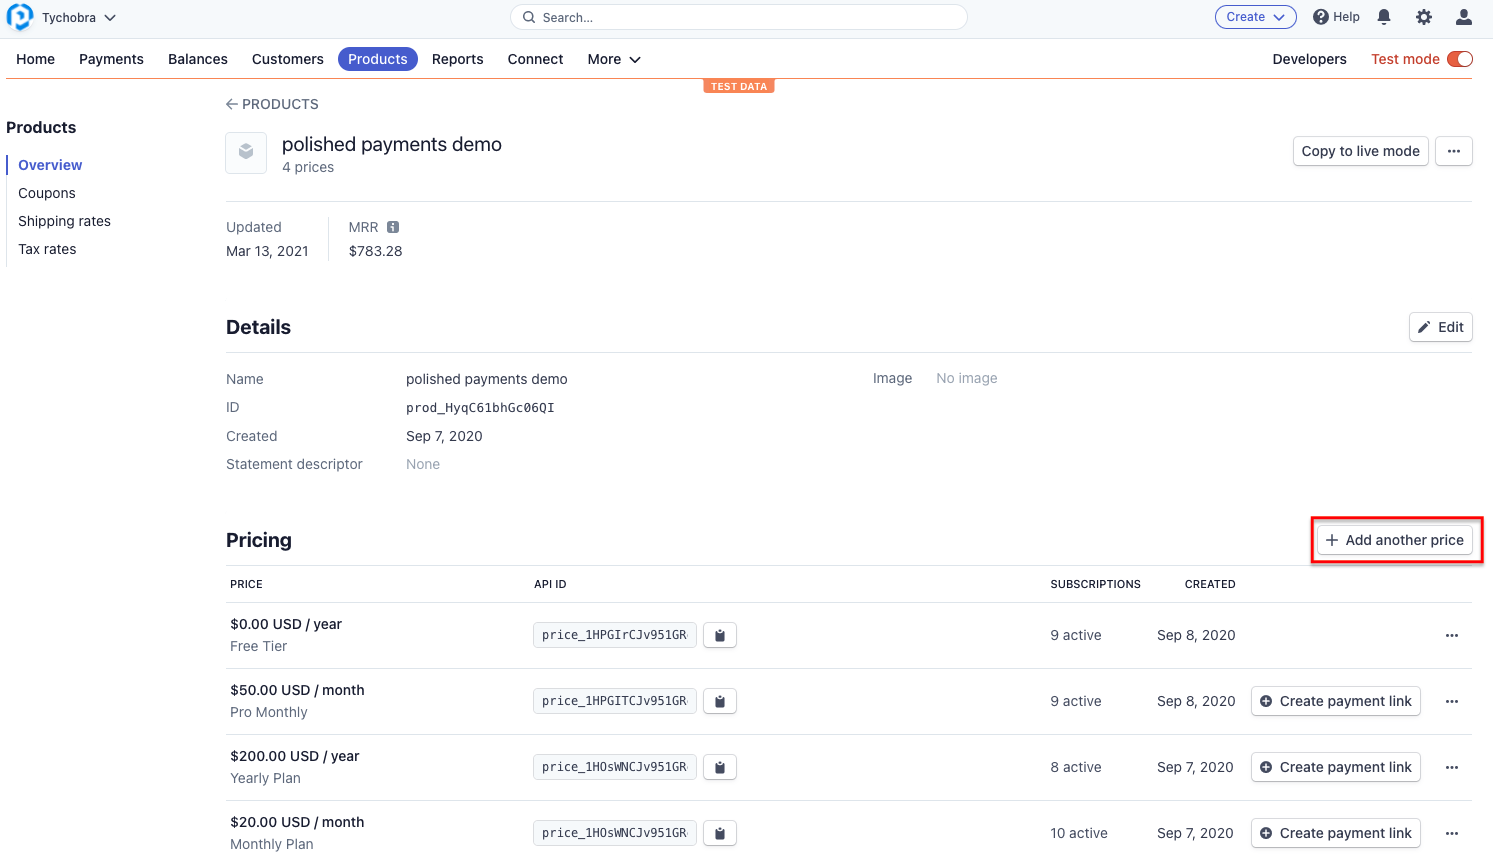 Tychobra
Search...
Create
Help
Home Payments Balances Customers Products Reports Connect More
Developers Test mode
TEST DATA
Products
Overview
Coupons
Shipping rates
Tax rates
← PRODUCTS
polished payments demo
4 prices
Copy to live mode
Updated
Mar 13, 2021
MRR
$783.28
Details
Edit
Name polished payments demo
ID prod_HyqC61bhGc06QI
Created Sep 7, 2020
Statement descriptor None
Image No image
Pricing
+ Add another price
PRICE API ID SUBSCRIPTIONS CREATED
$0.00 USD / year
Free Tier
price_1HPGIrCJv951GR
9 active Sep 8, 2020
$50.00 USD / month
Pro Monthly
price_1HPGITCJv951GR
9 active Sep 8, 2020 Create payment link
$200.00 USD / year
Yearly Plan
price_1HOsWNCJv951GR
8 active Sep 7, 2020 Create payment link
$20.00 USD / month
Monthly Plan
price_1HOsWNCJv951GR
10 active Sep 7, 2020 Create payment link